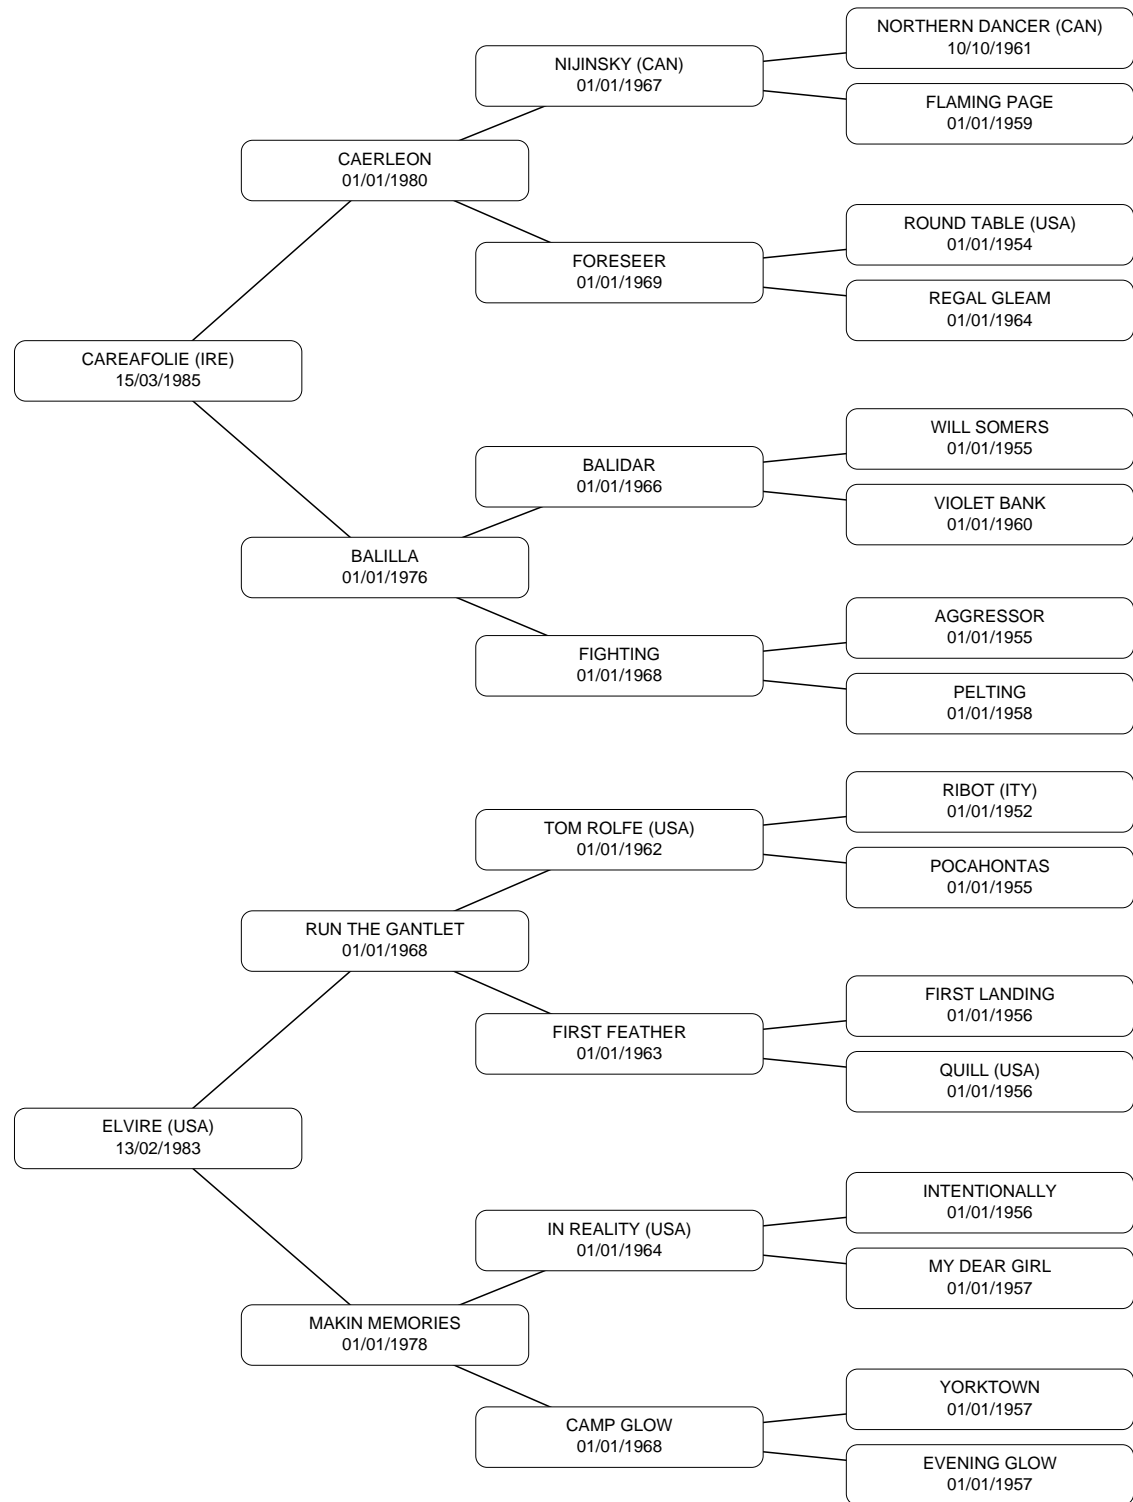 NORTHERN DANCER (CAN)
10/10/1961
NIJINSKY (CAN)
01/01/1967
FLAMING PAGE
01/01/1959
CAERLEON
01/01/1980
ROUND TABLE (USA)
01/01/1954
FORESEER
01/01/1969
REGAL GLEAM
01/01/1964
CAREAFOLIE (IRE)
15/03/1985
WILL SOMERS
01/01/1955
BALIDAR
01/01/1966
VIOLET BANK
01/01/1960
BALILLA
01/01/1976
AGGRESSOR
01/01/1955
FIGHTING
01/01/1968
PELTING
01/01/1958
RIBOT (ITY)
01/01/1952
TOM ROLFE (USA)
01/01/1962
POCAHONTAS
01/01/1955
RUN THE GANTLET
01/01/1968
FIRST LANDING
01/01/1956
FIRST FEATHER
01/01/1963
QUILL (USA)
01/01/1956
ELVIRE (USA)
13/02/1983
INTENTIONALLY
01/01/1956
IN REALITY (USA)
01/01/1964
MY DEAR GIRL
01/01/1957
MAKIN MEMORIES
01/01/1978
YORKTOWN
01/01/1957
CAMP GLOW
01/01/1968
EVENING GLOW
01/01/1957